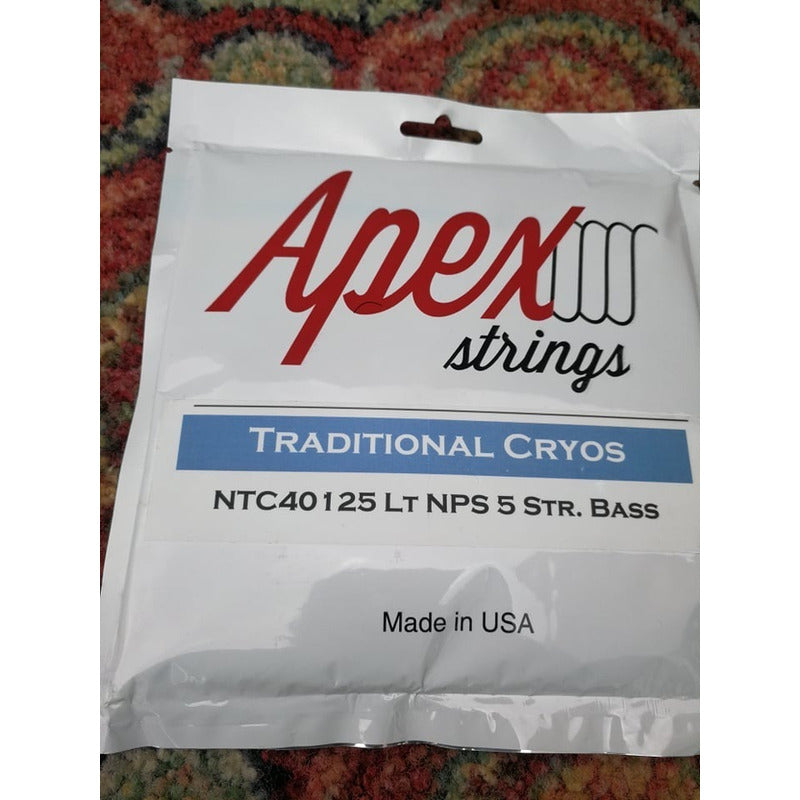 Apex
strings
TRADITIONAL CRYOS
NTC40125 LT NPS 5 STR. BASS
Made in USA